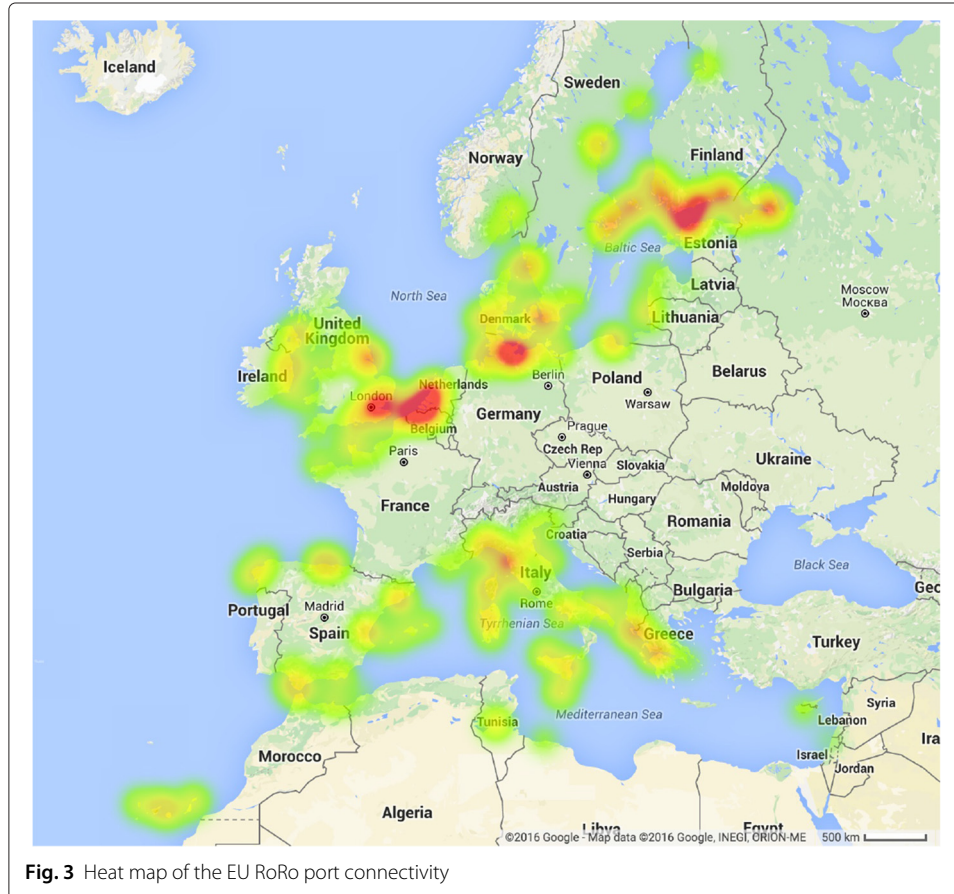 Iceland
Sweden
Norway
Finland
Baltic Sea
Estonia
North Sea
Latvia
Moscow
Москва
United
Kingdom
Denmark
Lithuania
Ireland
Netherlands
Berlin
Poland
Belarus
London
Warsaw
Belgium
Germany
Paris
Prague
Czech Rep
Ukraine
Vienna
Slovakia
Austria
Moldova
Hungary
France
Romania
Croatia
Serbia
Black Sea
Italy
Bulgaria
Geo
Portugal
Madrid
Rome
Spain
Tyrrhenian Sea
Greece
Turkey
Syria
Mediterranean Sea
Lebanon
Tunisia
Ira
Israel
Morocco
Jordan
Algeria
Libya
Egypt
©2016 Google - Map data ©2016 Google, INEGI, ORION-ME
500 km
Fig. 3 Heat map of the EU RoRo port connectivity